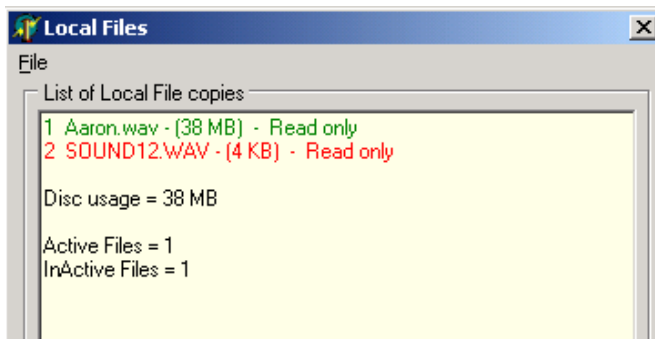 Local Files
File
List of Local File copies
1 Aaron.wav - (38 MB) - Read only
2 SOUND12.WAV - (4 KB) - Read only
Disc usage = 38 MB
Active Files = 1
InActive Files = 1